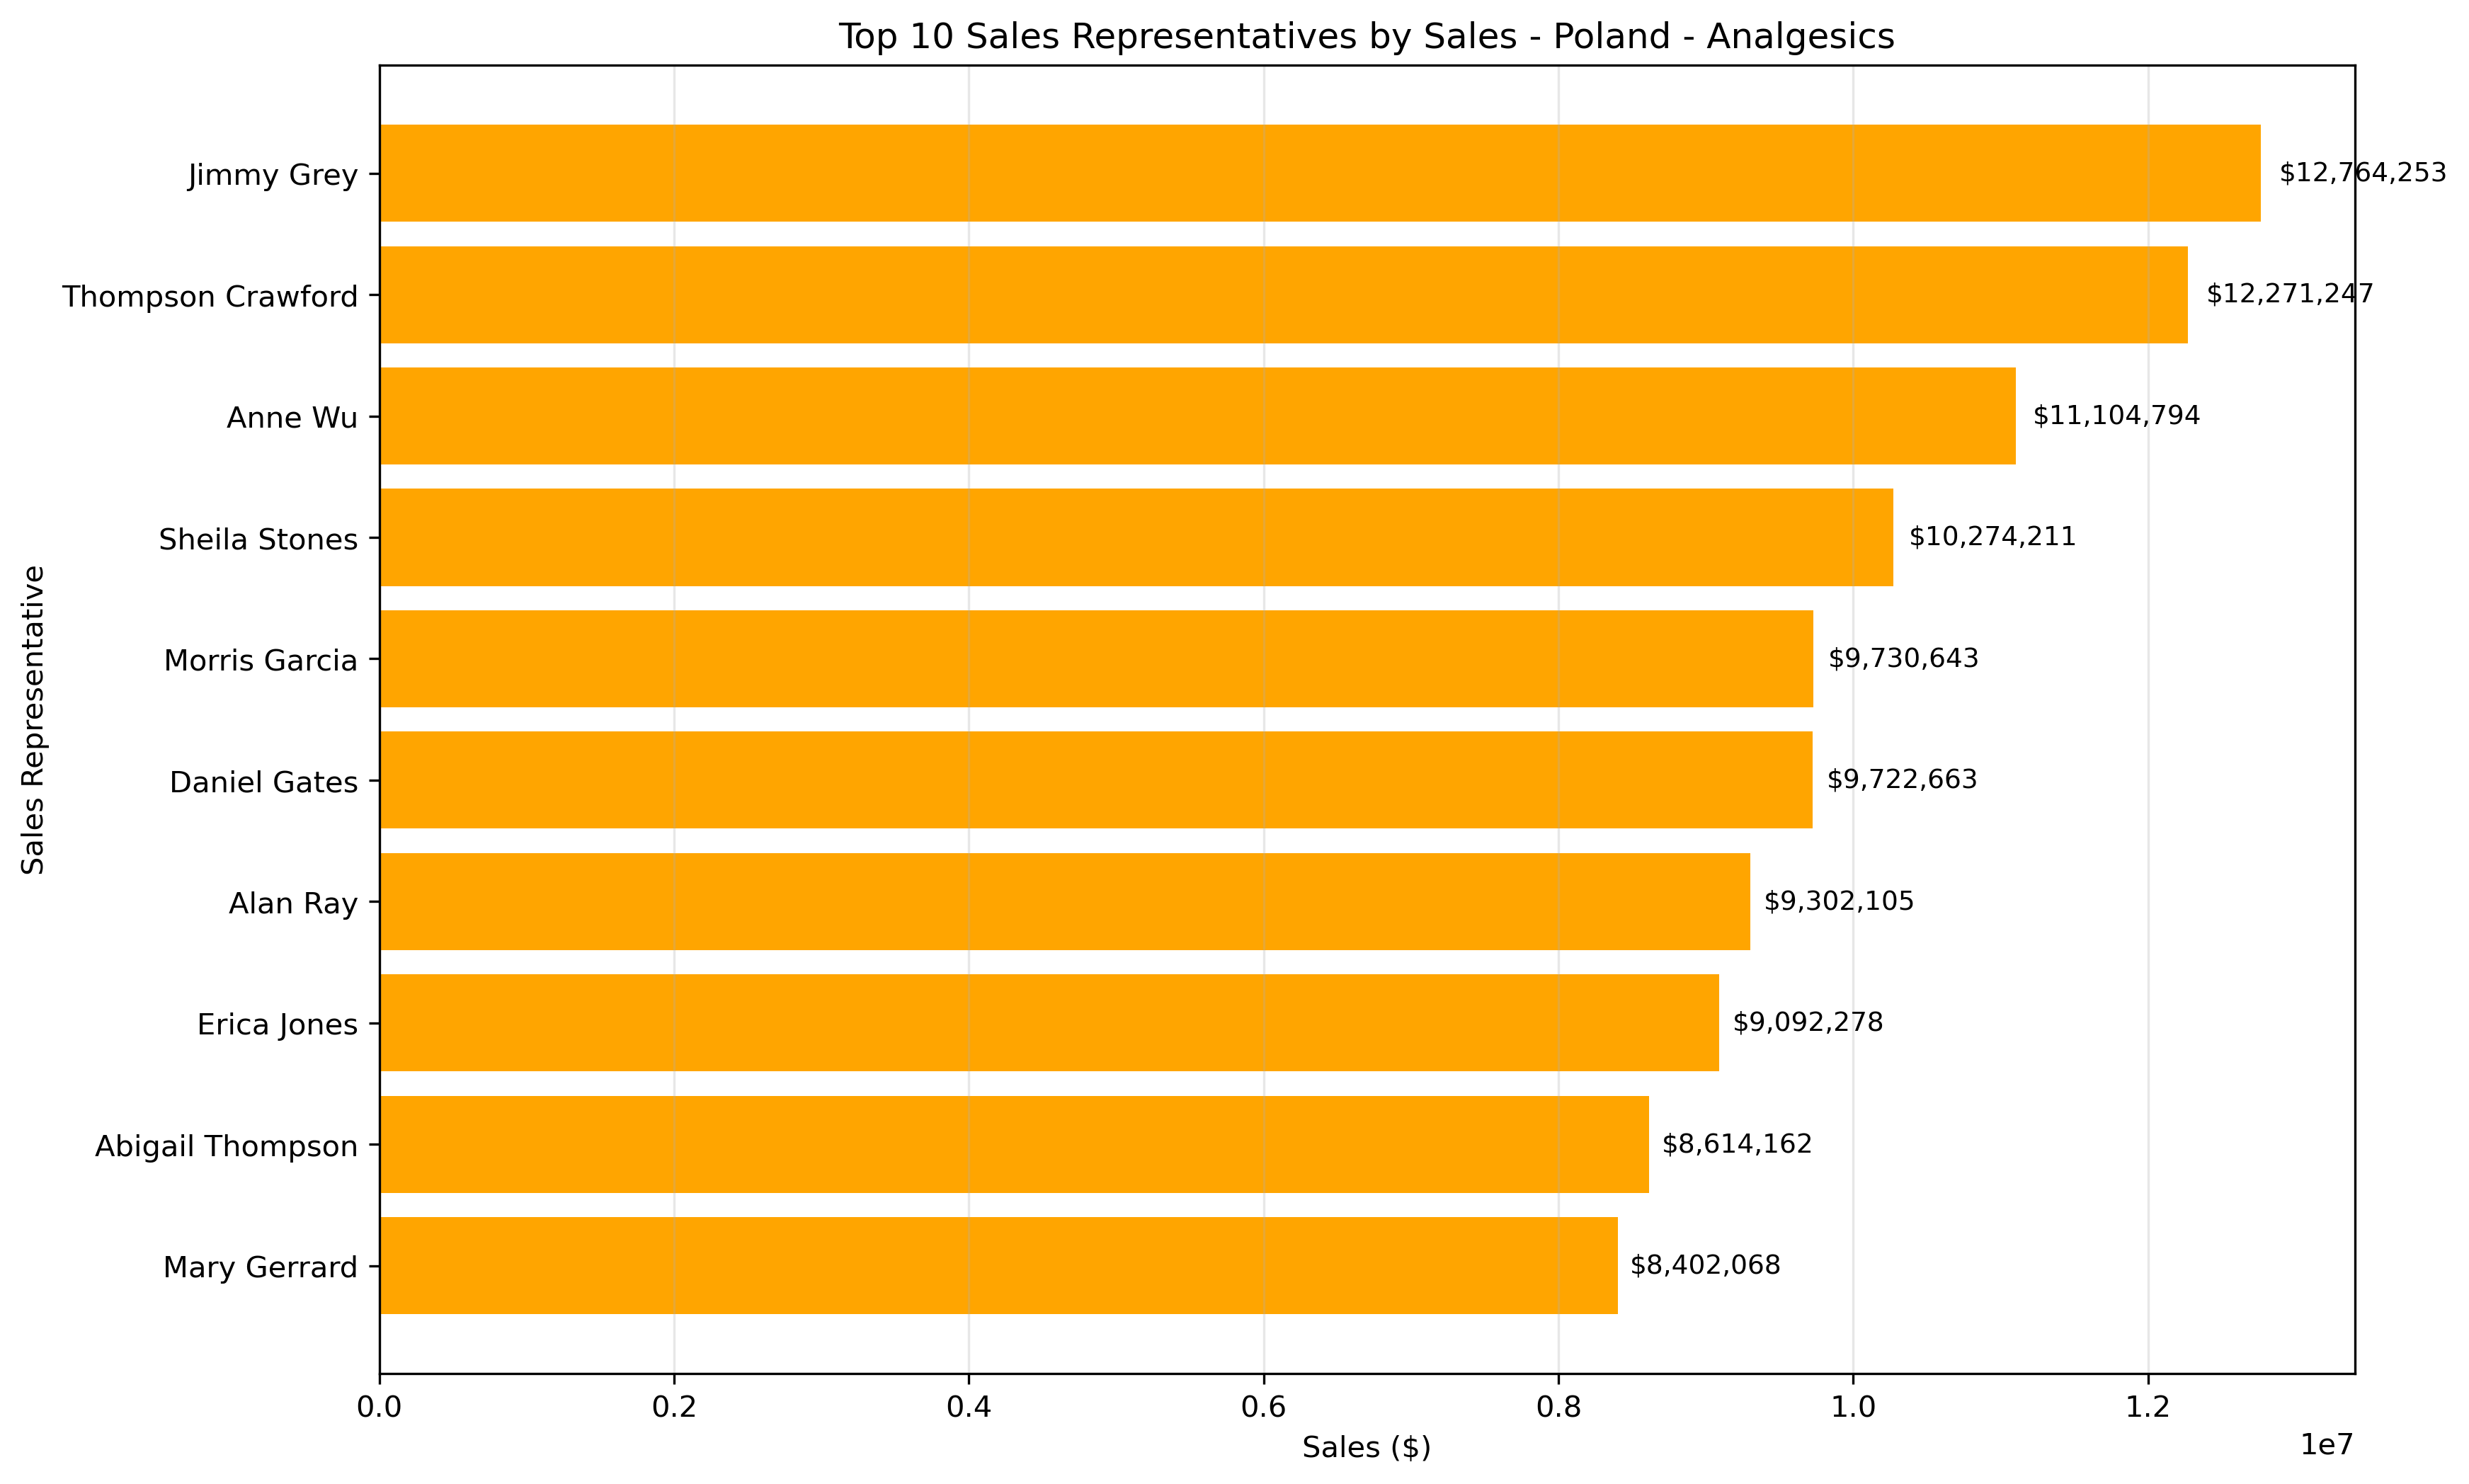 Top 10 Sales Representatives by Sales - Poland - Analgesics
Sales Representative
Jimmy Grey $12,764,253
Thompson Crawford $12,271,247
Anne Wu $11,104,794
Sheila Stones $10,274,211
Morris Garcia $9,730,643
Daniel Gates $9,722,663
Alan Ray $9,302,105
Erica Jones $9,092,278
Abigail Thompson $8,614,162
Mary Gerrard $8,402,068
0.0 0.2 0.4 0.6 0.8 1.0 1.2
1e7
Sales ($)